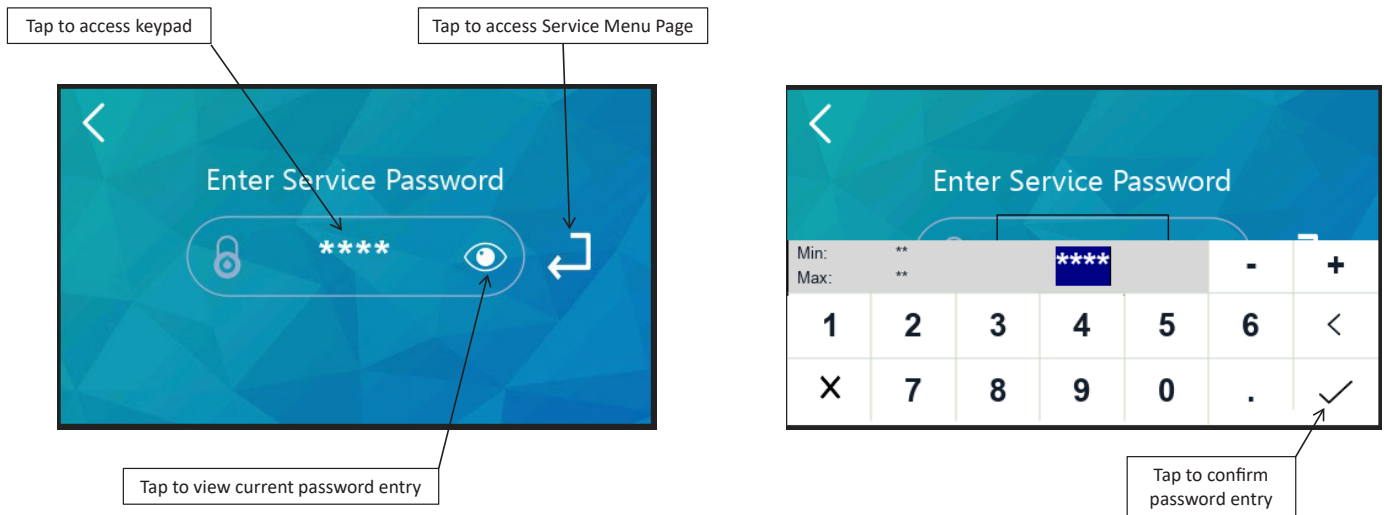 Tap to access keypad
Tap to access Service Menu Page
Enter Service Password
****
Tap to view current password entry
Enter Service Password
Min: ** **** - +
Max: **
1 2 3 4 5 6 <
X 7 8 9 0 .
Tap to confirm
password entry